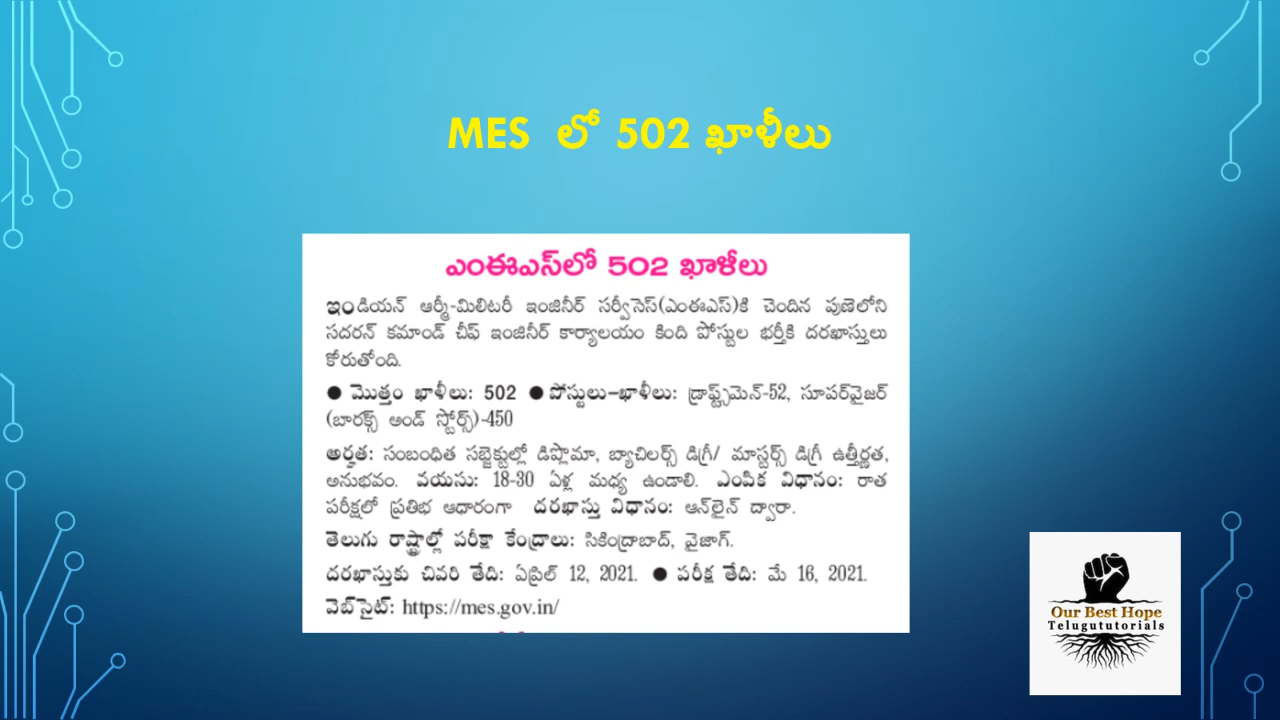 MES లో 502 ఖాళీలు
ఎంఈఎస్‌లో 502 ఖాళీలు
ఇండియన్ ఆర్మీ-మిలిటరీ ఇంజినీర్ సర్వీసెస్(ఎంఈఎస్)కి చెందిన పుణెలోని
సదరన్ కమాండ్ చీఫ్ ఇంజినీర్ కార్యాలయం కింది పోస్టుల భర్తీకి దరఖాస్తులు
కోరుతోంది.
● మొత్తం ఖాళీలు: 502 ● పోస్టులు–ఖాళీలు: డ్రాఫ్ట్స్‌మెన్-52, సూపర్‌వైజర్
(బారక్స్ అండ్ స్టోర్స్)-450
అర్హత: సంబంధిత సబ్జెక్టుల్లో డిప్లొమా, బ్యాచిలర్స్ డిగ్రీ/ మాస్టర్స్ డిగ్రీ ఉత్తీర్ణత,
అనుభవం. వయసు: 18-30 ఏళ్ల మధ్య ఉండాలి. ఎంపిక విధానం: రాత
పరీక్షలో ప్రతిభ ఆధారంగా దరఖాస్తు విధానం: ఆన్‌లైన్ ద్వారా.
తెలుగు రాష్ట్రాల్లో పరీక్షా కేంద్రాలు: సికింద్రాబాద్, వైజాగ్.
దరఖాస్తుకు చివరి తేది: ఏప్రిల్ 12, 2021. ● పరీక్ష తేది: మే 16, 2021.
వెబ్‌సైట్: https://mes.gov.in/
Our Best Hope
Telugututorials